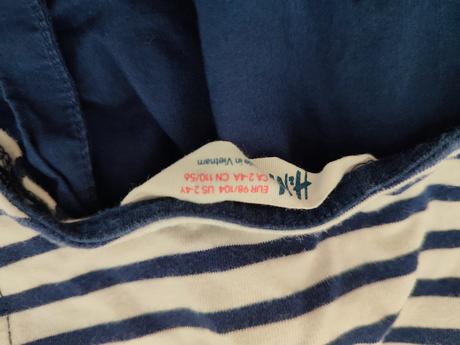 H&M
EUR 98/104 US 2-4Y
CA 2-4A CN 110/56
in Vietnam